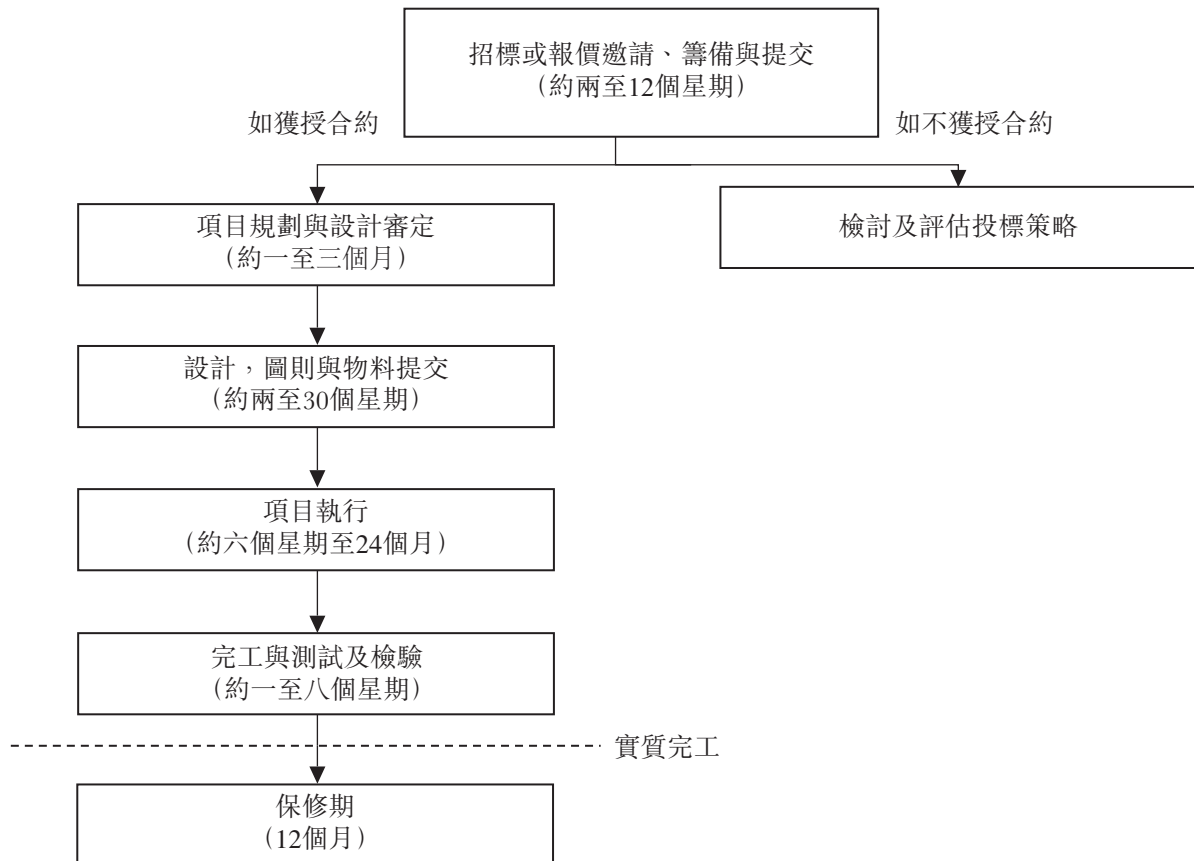 招標或報價邀請、籌備與提交
（約兩至12個星期）
如獲授合約
如不獲授合約
項目規劃與設計審定
（約一至三個月）
檢討及評估投標策略
設計，圖則與物料提交
（約兩至30個星期）
項目執行
（約六個星期至24個月）
完工與測試及檢驗
（約一至八個星期）
實質完工
保修期
（12個月）